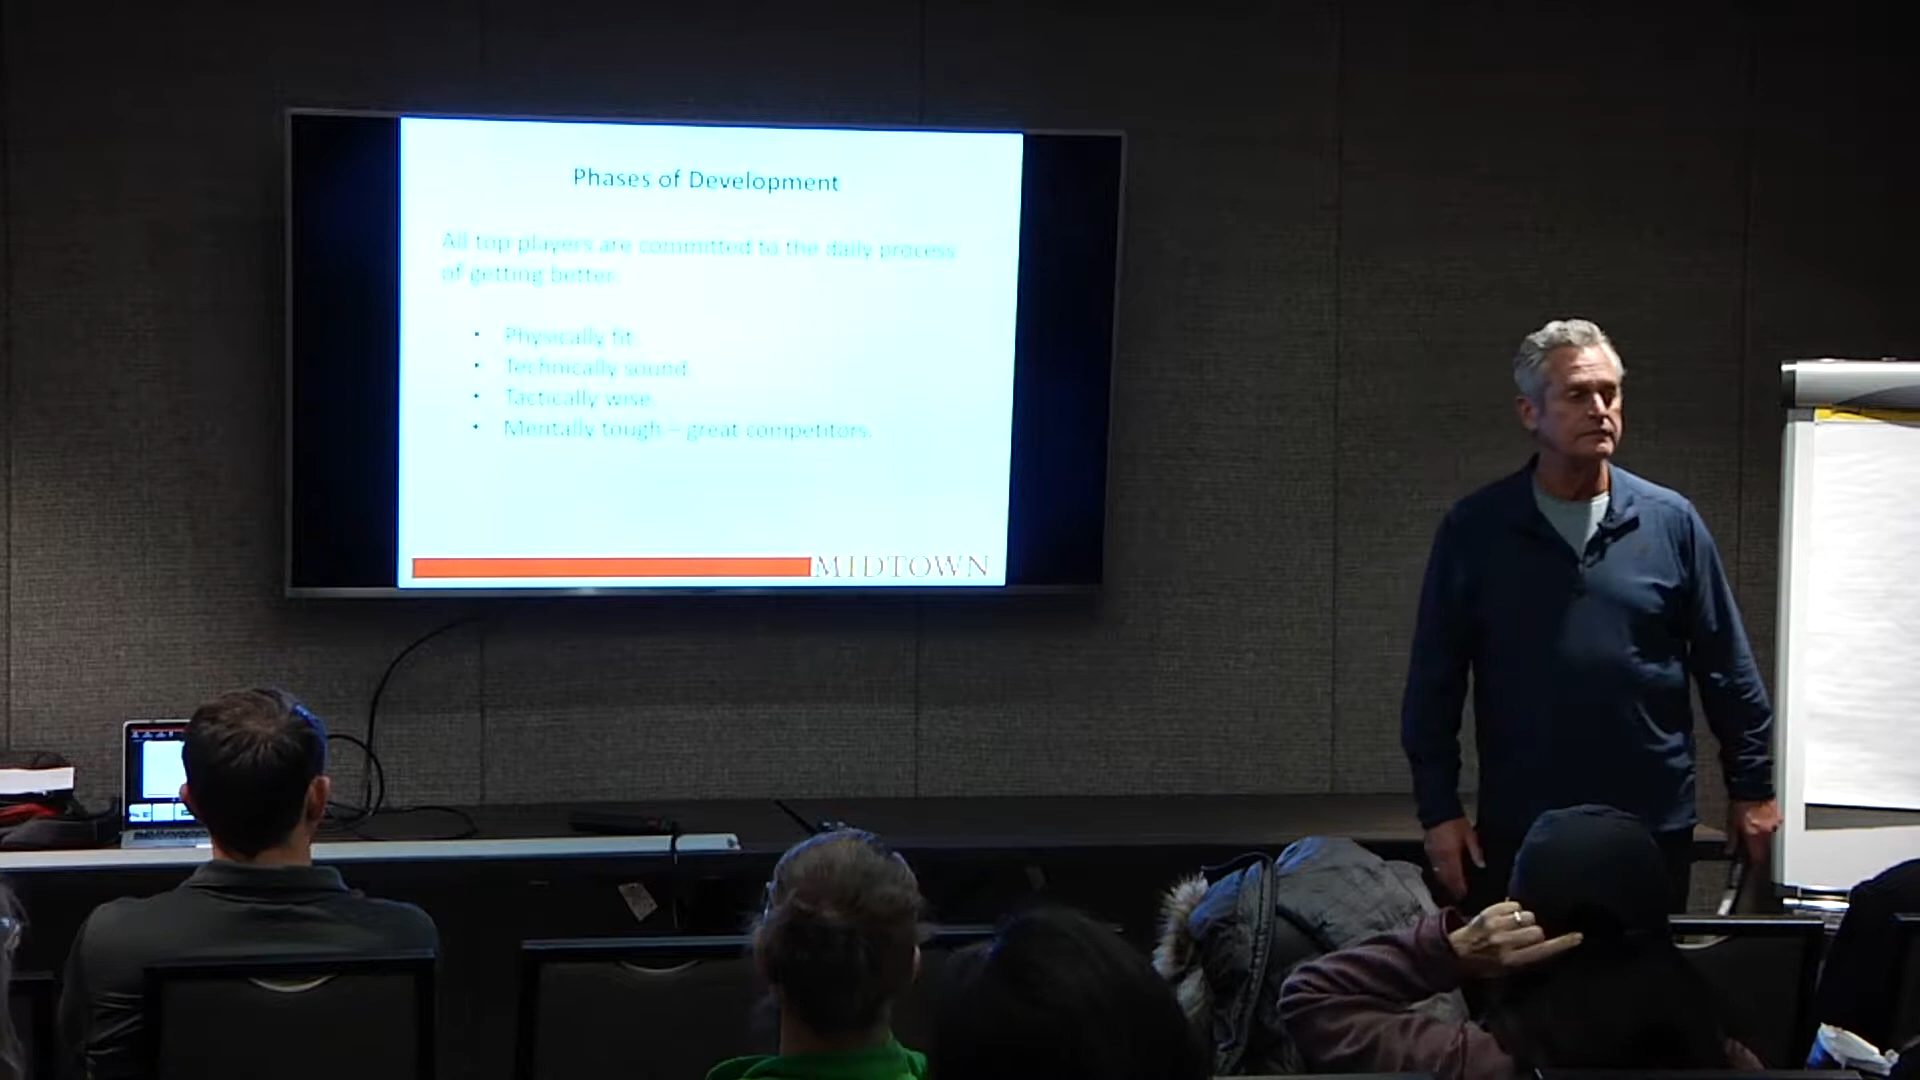 Phases of Development
All top players are committed to the daily process
of getting better:
• Physically fit.
• Technically sound.
• Tactically wise.
• Mentally tough – great competitors.
MIDTOWN